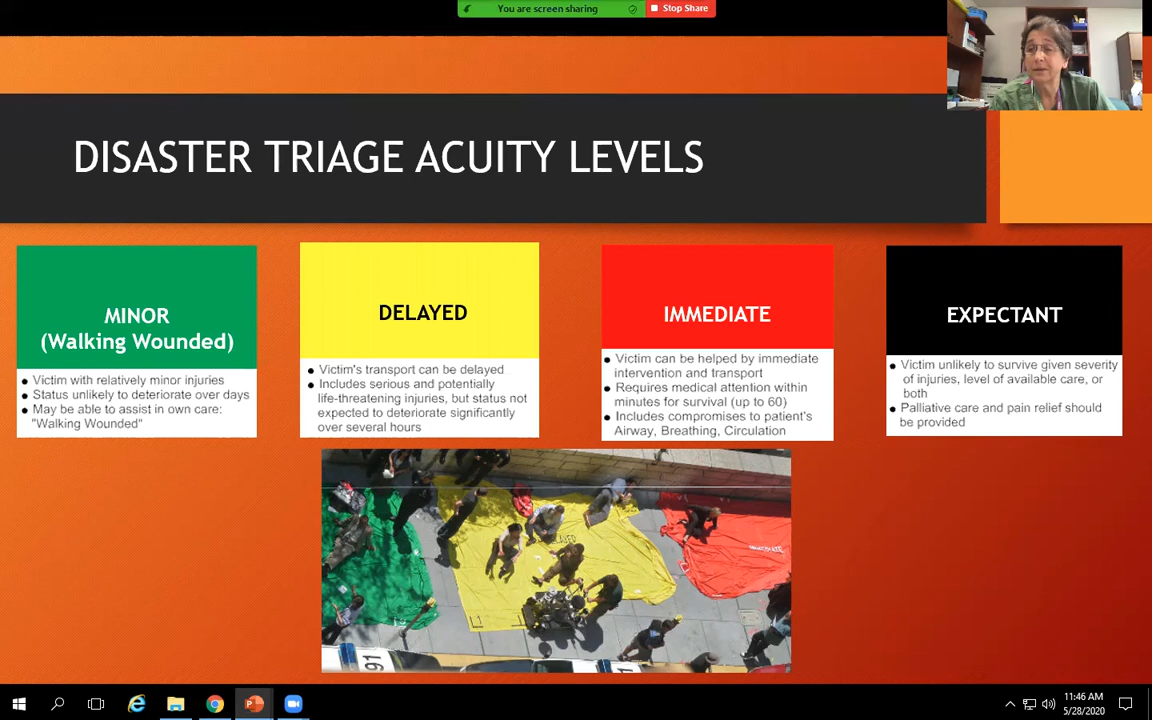 You are screen sharing
Stop Share
DISASTER TRIAGE ACUITY LEVELS
MINOR
(Walking Wounded)
• Victim with relatively minor injuries
• Status unlikely to deteriorate over days
• May be able to assist in own care:
"Walking Wounded"
DELAYED
• Victim's transport can be delayed
• Includes serious and potentially
life-threatening injuries, but status not
expected to deteriorate significantly
over several hours
IMMEDIATE
• Victim can be helped by immediate
intervention and transport
• Requires medical attention within
minutes for survival (up to 60)
• Includes compromises to patient's
Airway, Breathing, Circulation
EXPECTANT
• Victim unlikely to survive given severity
of injuries, level of available care, or
both
• Palliative care and pain relief should
be provided
DELAYED
91
11:46 AM
5/28/2020